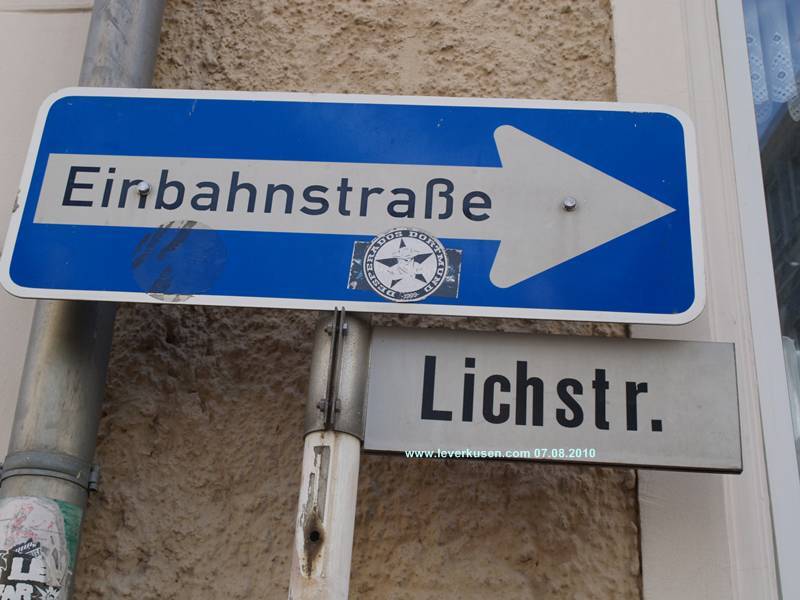 Einbahnstraße
DESPERADOS DORTMUND
Lichstr.
www.leverkusen.com 07.08.2010